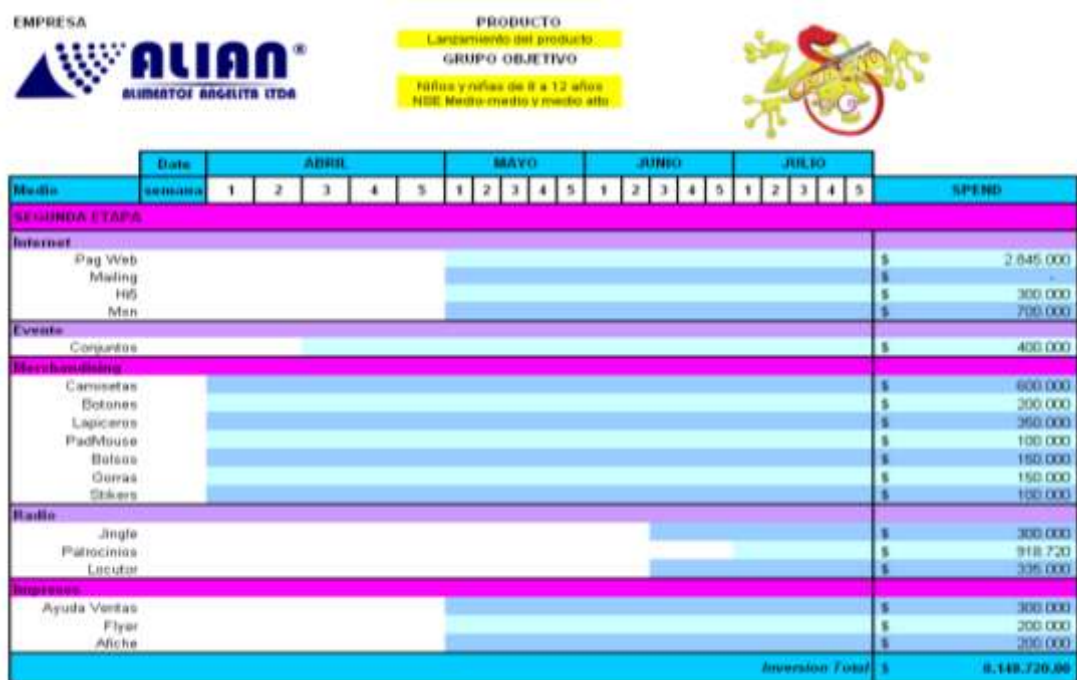 EMPRESA
ALIAN®
ALIMENTOS ANGELITA LTDA
PRODUCTO
Lanzamiento del producto
GRUPO OBJETIVO
Niños y niñas de 8 a 12 años
NSE Medio-medio y medio alto
Date ABRIL MAYO JUNIO JULIO
Medio semana 1 2 3 4 5 1 2 3 4 5 1 2 3 4 5 1 2 3 4 5 SPEND
SEGUNDA ETAPA
Internet
Pag Web $ 2.845.000
Mailing $ -
Hi5 $ 300.000
Msn $ 700.000
Evento
Conjuntos $ 400.000
Merchandising
Camisetas $ 600.000
Botones $ 200.000
Lapiceros $ 350.000
PadMouse $ 100.000
Bolsos $ 150.000
Gorras $ 150.000
Stikers $ 100.000
Radio
Jingle $ 300.000
Patrocinios $ 918.720
Locutor $ 335.000
Impresos
Ayuda Ventas $ 300.000
Flyer $ 200.000
Afiche $ 200.000
Inversion Total $